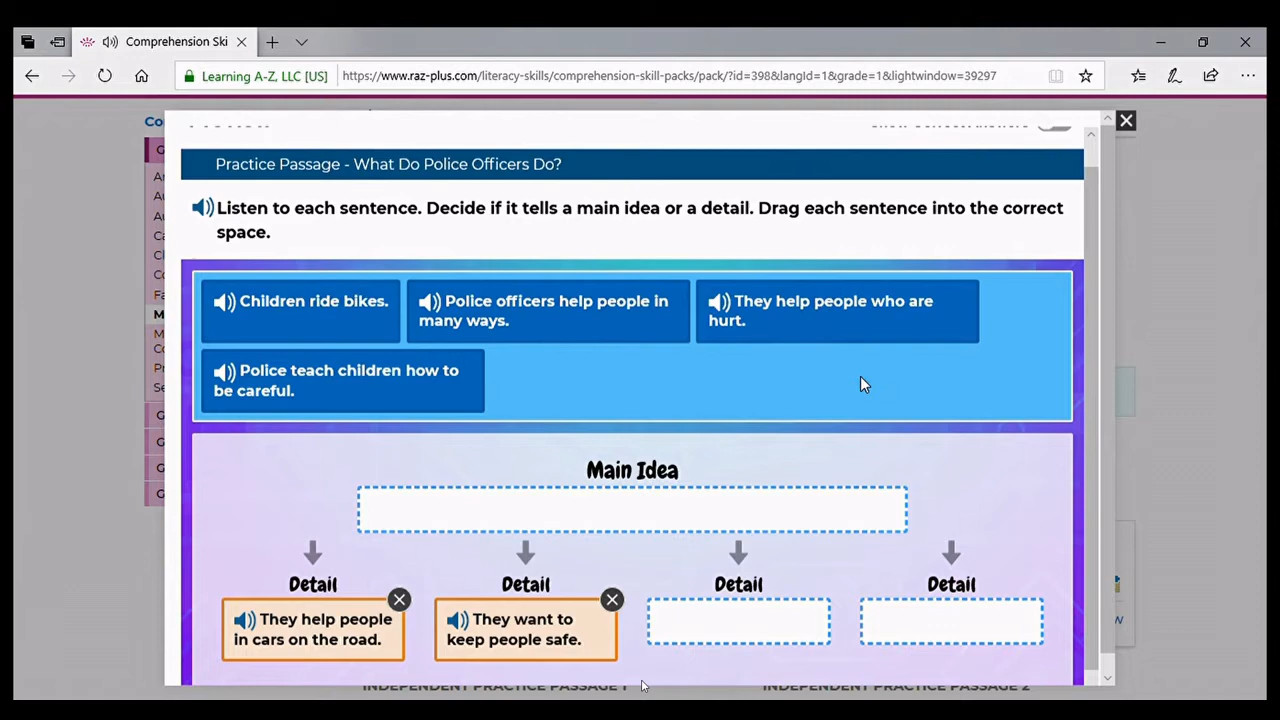 Comprehension Ski
Learning A-Z, LLC [US]
https://www.raz-plus.com/literacy-skills/comprehension-skill-packs/pack/?id=398&langId=1&grade=1&lightwindow=39297
Co
Practice Passage - What Do Police Officers Do?
Listen to each sentence. Decide if it tells a main idea or a detail. Drag each sentence into the correct
space.
Children ride bikes.
Police officers help people in
many ways.
They help people who are
hurt.
Police teach children how to
be careful.
Main Idea
Detail
Detail
Detail
Detail
They help people
in cars on the road.
They want to
keep people safe.
INDEPENDENT PRACTICE PASSAGE 1
INDEPENDENT PRACTICE PASSAGE 2